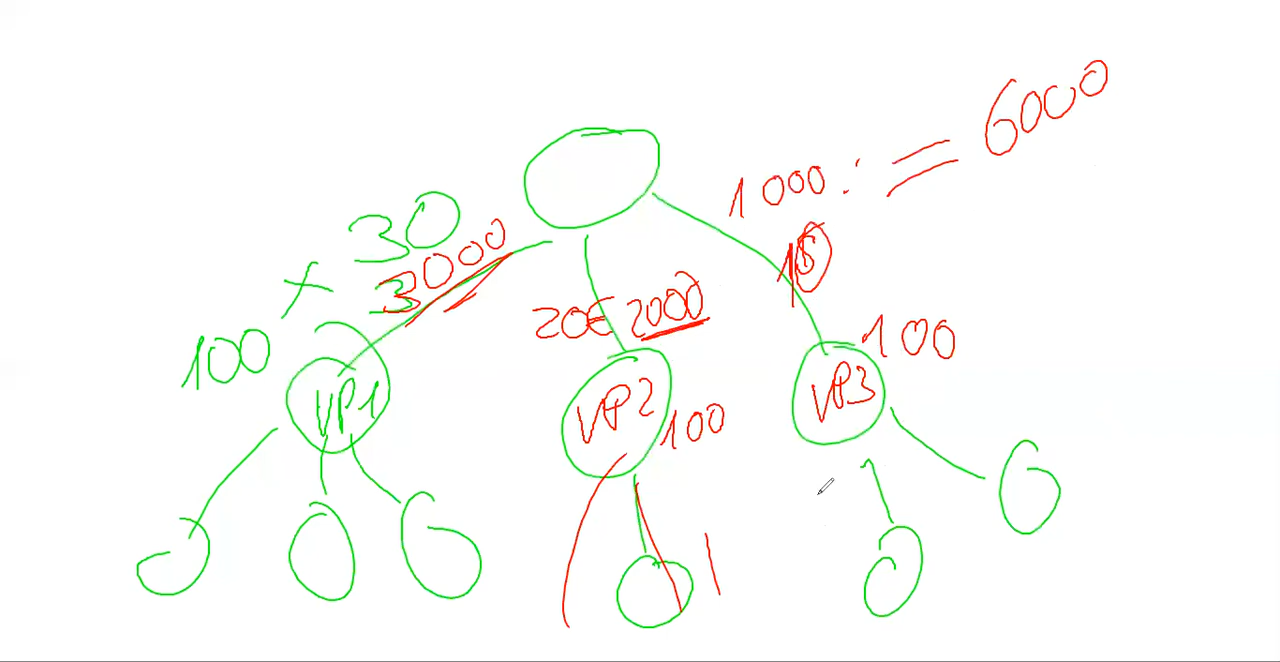 1000 : = 6000
100 x 30
3000
20€ 2000
VP1
VP2 100
VP3 100